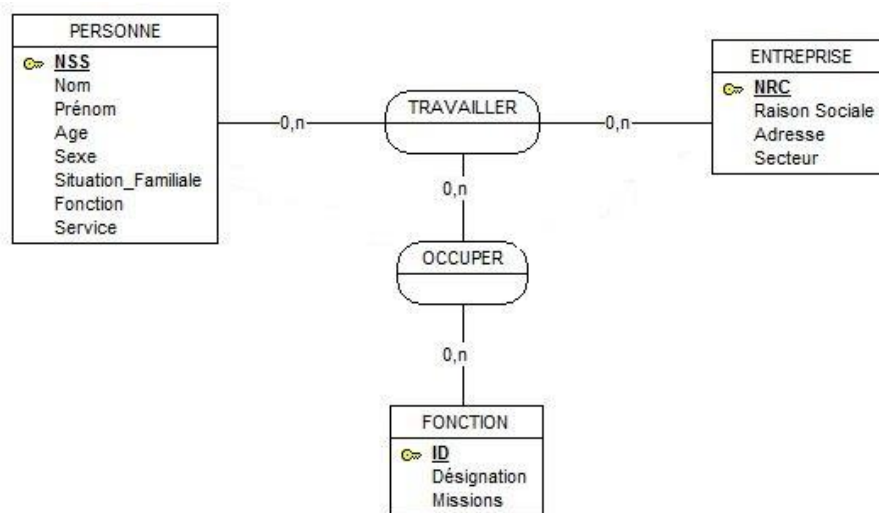 PERSONNE
NSS
Nom
Prénom
Age
Sexe
Situation_Familiale
Fonction
Service
0,n
TRAVAILLER
0,n
ENTREPRISE
NRC
Raison Sociale
Adresse
Secteur
0,n
OCCUPER
0,n
FONCTION
ID
Désignation
Missions